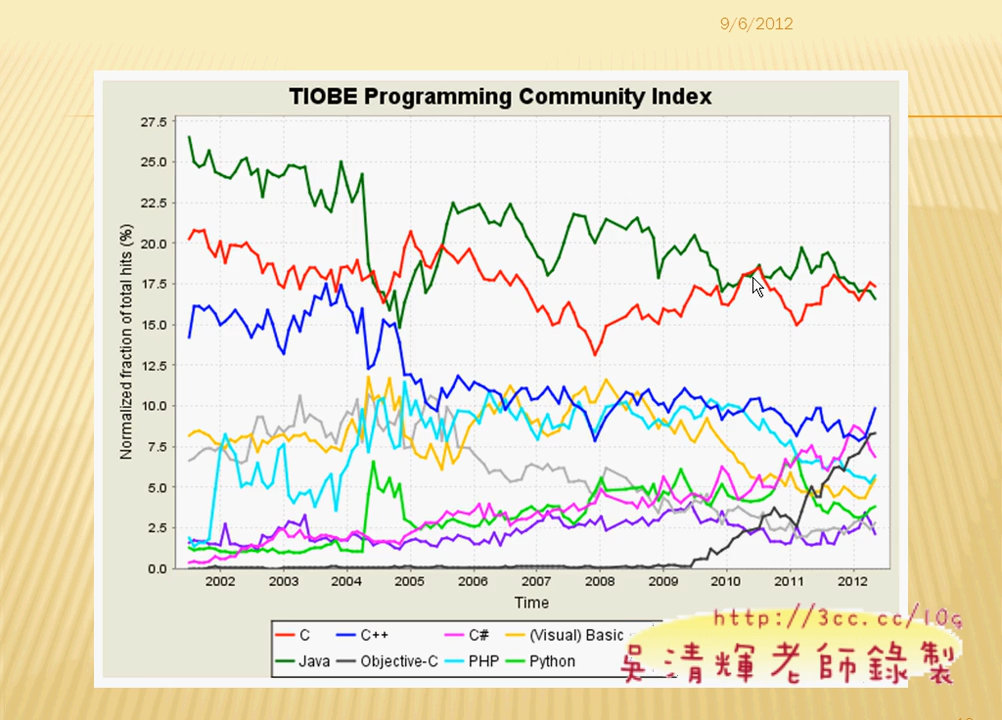 9/6/2012
TIOBE Programming Community Index
27.5
25.0
22.5
20.0
17.5
15.0
12.5
10.0
7.5
5.0
2.5
0.0
Normalized fraction of total hits (%)
2002 2003 2004 2005 2006 2007 2008 2009 2010 2011 2012
Time
C C++ C# (Visual) Basic
Java Objective-C PHP Python
http://3cc.cc/10g
吳清輝老師錄製